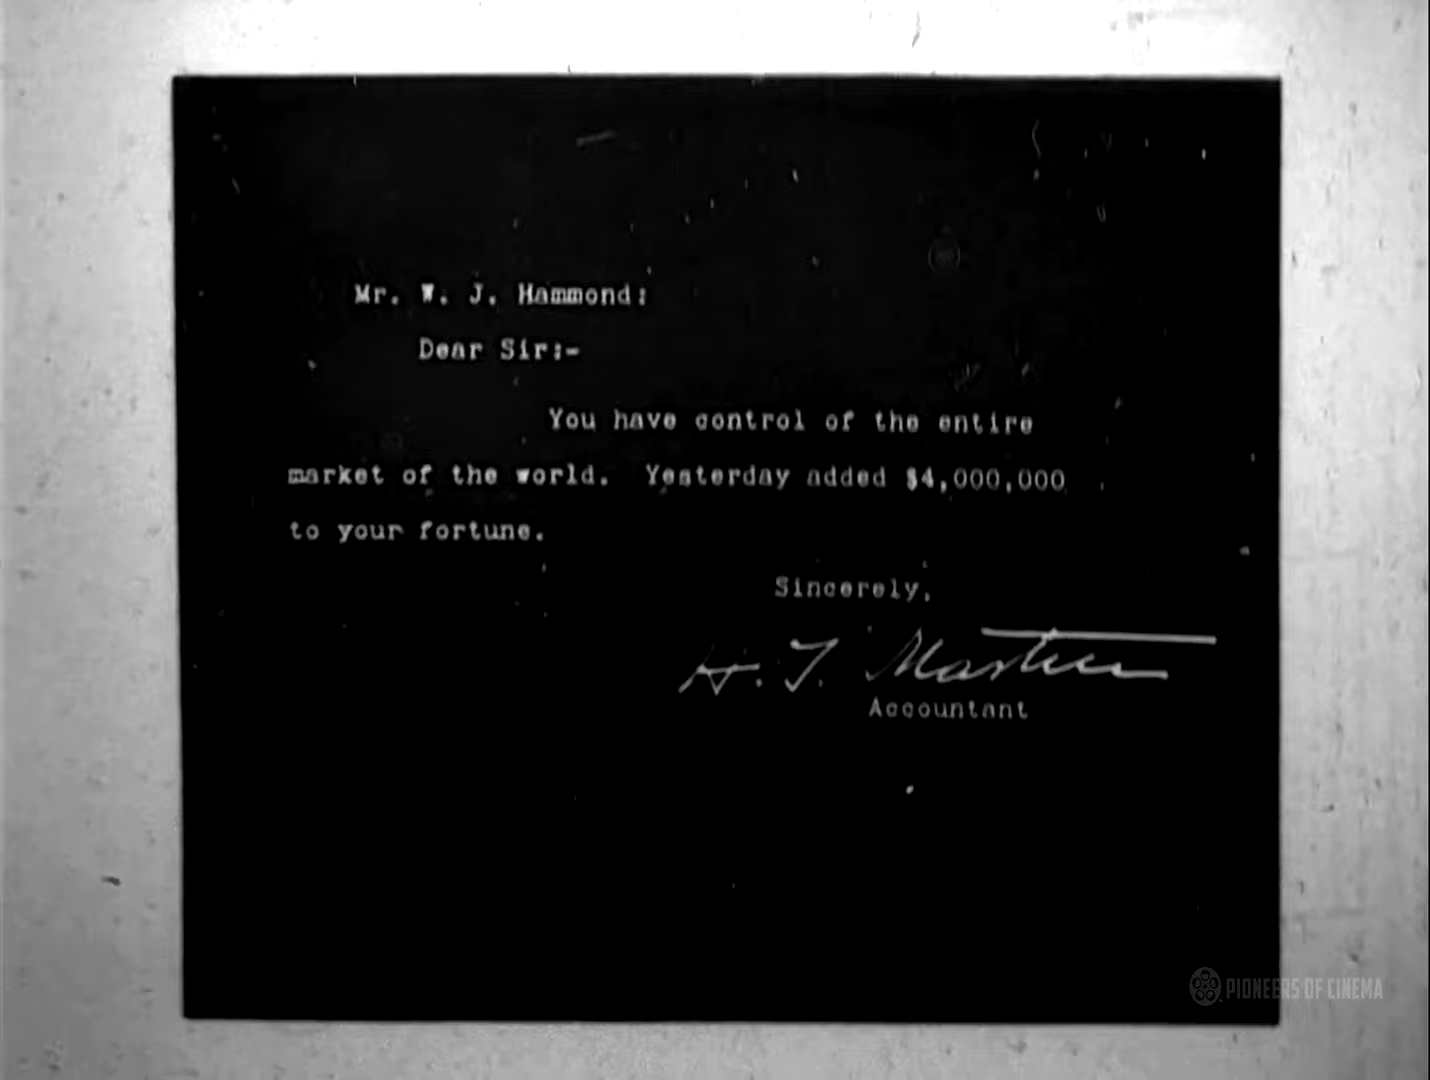 Mr. W. J. Hammond:
Dear Sir:-
You have control of the entire
market of the world. Yesterday added $4,000,000
to your fortune.
Sincerely,
H. T. Martin
Accountant
PIONEERS OF CINEMA